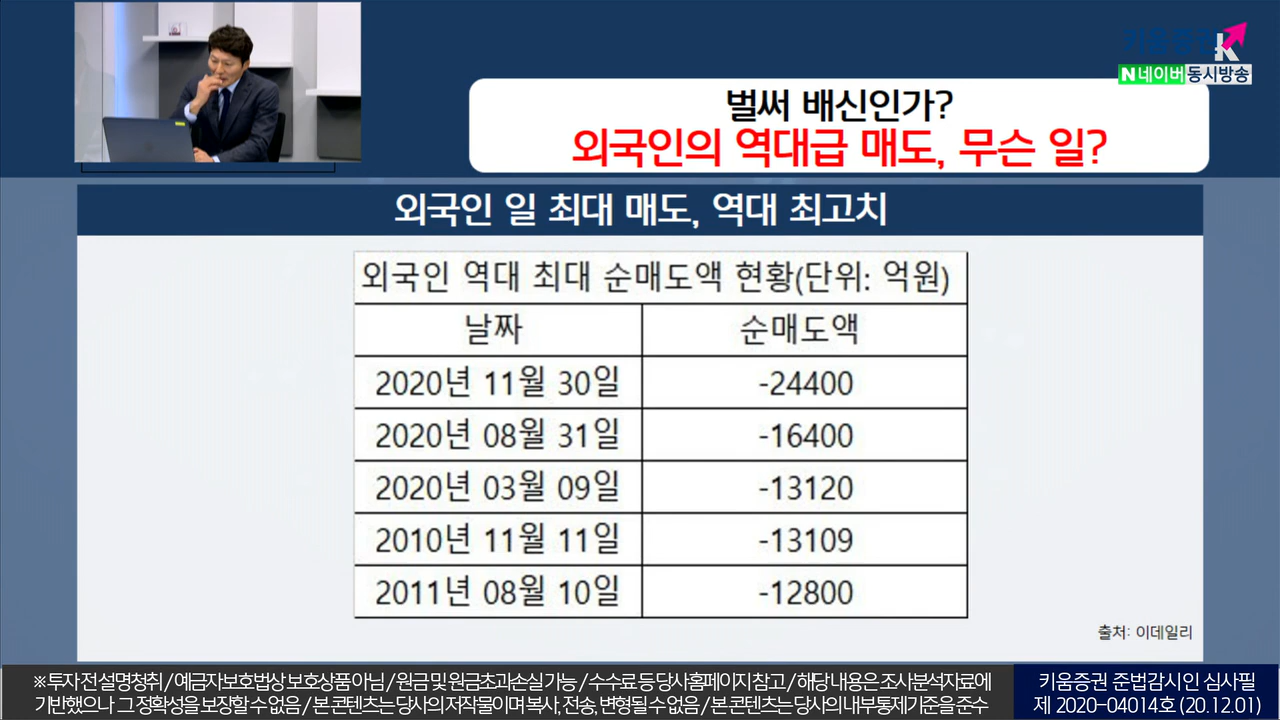 키움증권
N 네이버 동시방송
벌써 배신인가?
외국인의 역대급 매도, 무슨 일?
외국인 일 최대 매도, 역대 최고치
외국인 역대 최대 순매도액 현황(단위: 억원)
날짜 순매도액
2020년 11월 30일 -24400
2020년 08월 31일 -16400
2020년 03월 09일 -13120
2010년 11월 11일 -13109
2011년 08월 10일 -12800
출처: 이데일리
※ 투자 전 설명청취 / 예금자보호법상 보호상품 아님 / 원금 및 원금초과손실 가능 / 수수료 등 당사홈페이지 참고 / 해당 내용은 조사분석자료에
기반했으나 그 정확성을 보장할 수 없음 / 본 콘텐츠는 당사의 저작물이며 복사, 전송, 변형될 수 없음 / 본 콘텐츠는 당사의 내부통제기준을 준수
키움증권 준법감시인 심사필
제 2020-04014호 (20.12.01)